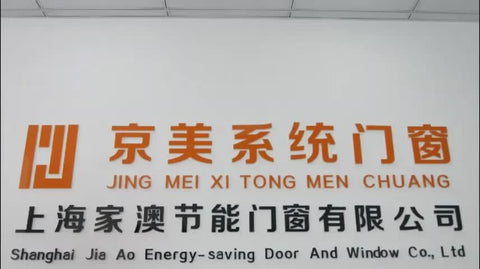 京美系统门窗
JING MEI XI TONG MEN CHUANG
上海家澳节能门窗有限公司
Shanghai Jia Ao Energy-saving Door And Window Co., Ltd